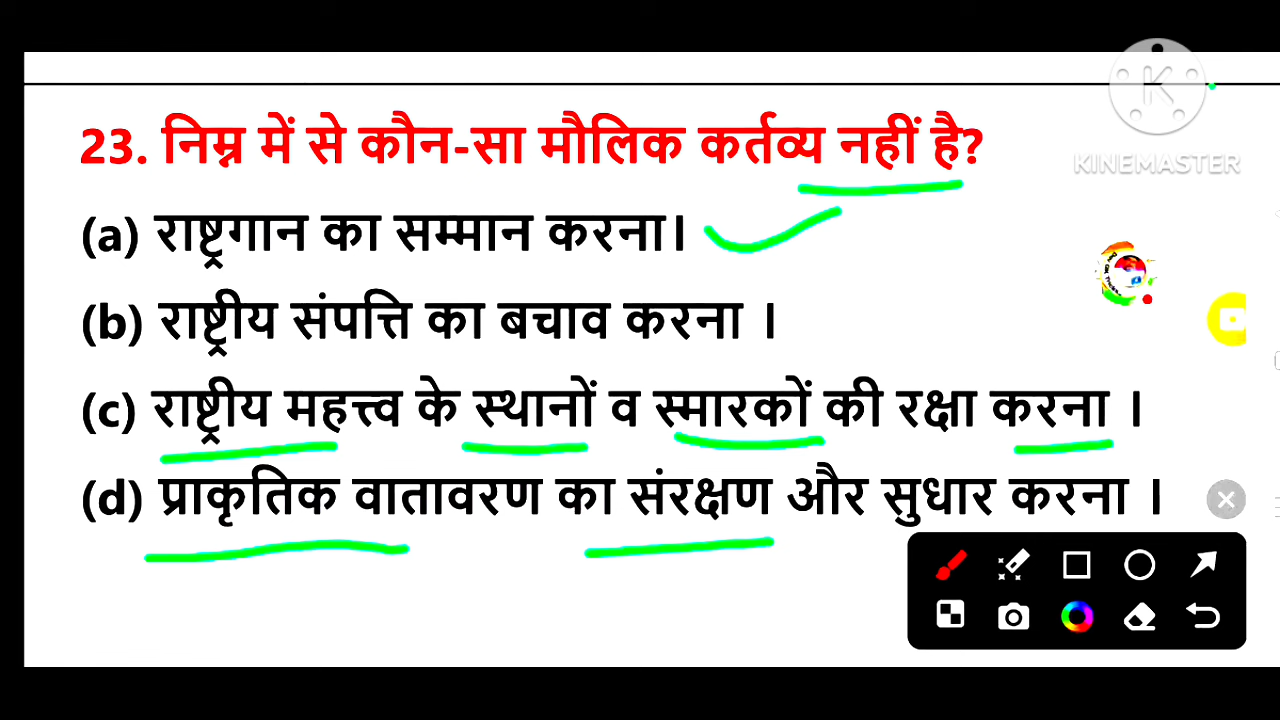 KINEMASTER
23. निम्न में से कौन-सा मौलिक कर्तव्य नहीं है?
(a) राष्ट्रगान का सम्मान करना।
(b) राष्ट्रीय संपत्ति का बचाव करना ।
(c) राष्ट्रीय महत्त्व के स्थानों व स्मारकों की रक्षा करना ।
(d) प्राकृतिक वातावरण का संरक्षण और सुधार करना ।